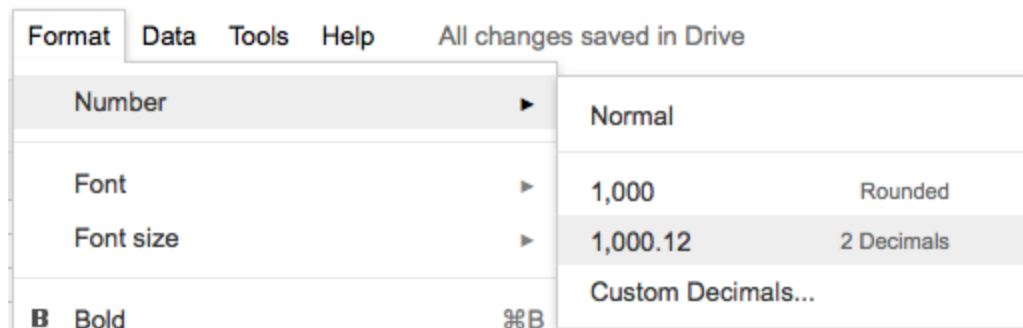 Format Data Tools Help All changes saved in Drive
Number
Font
Font size
B Bold ⌘B
Normal
1,000 Rounded
1,000.12 2 Decimals
Custom Decimals...